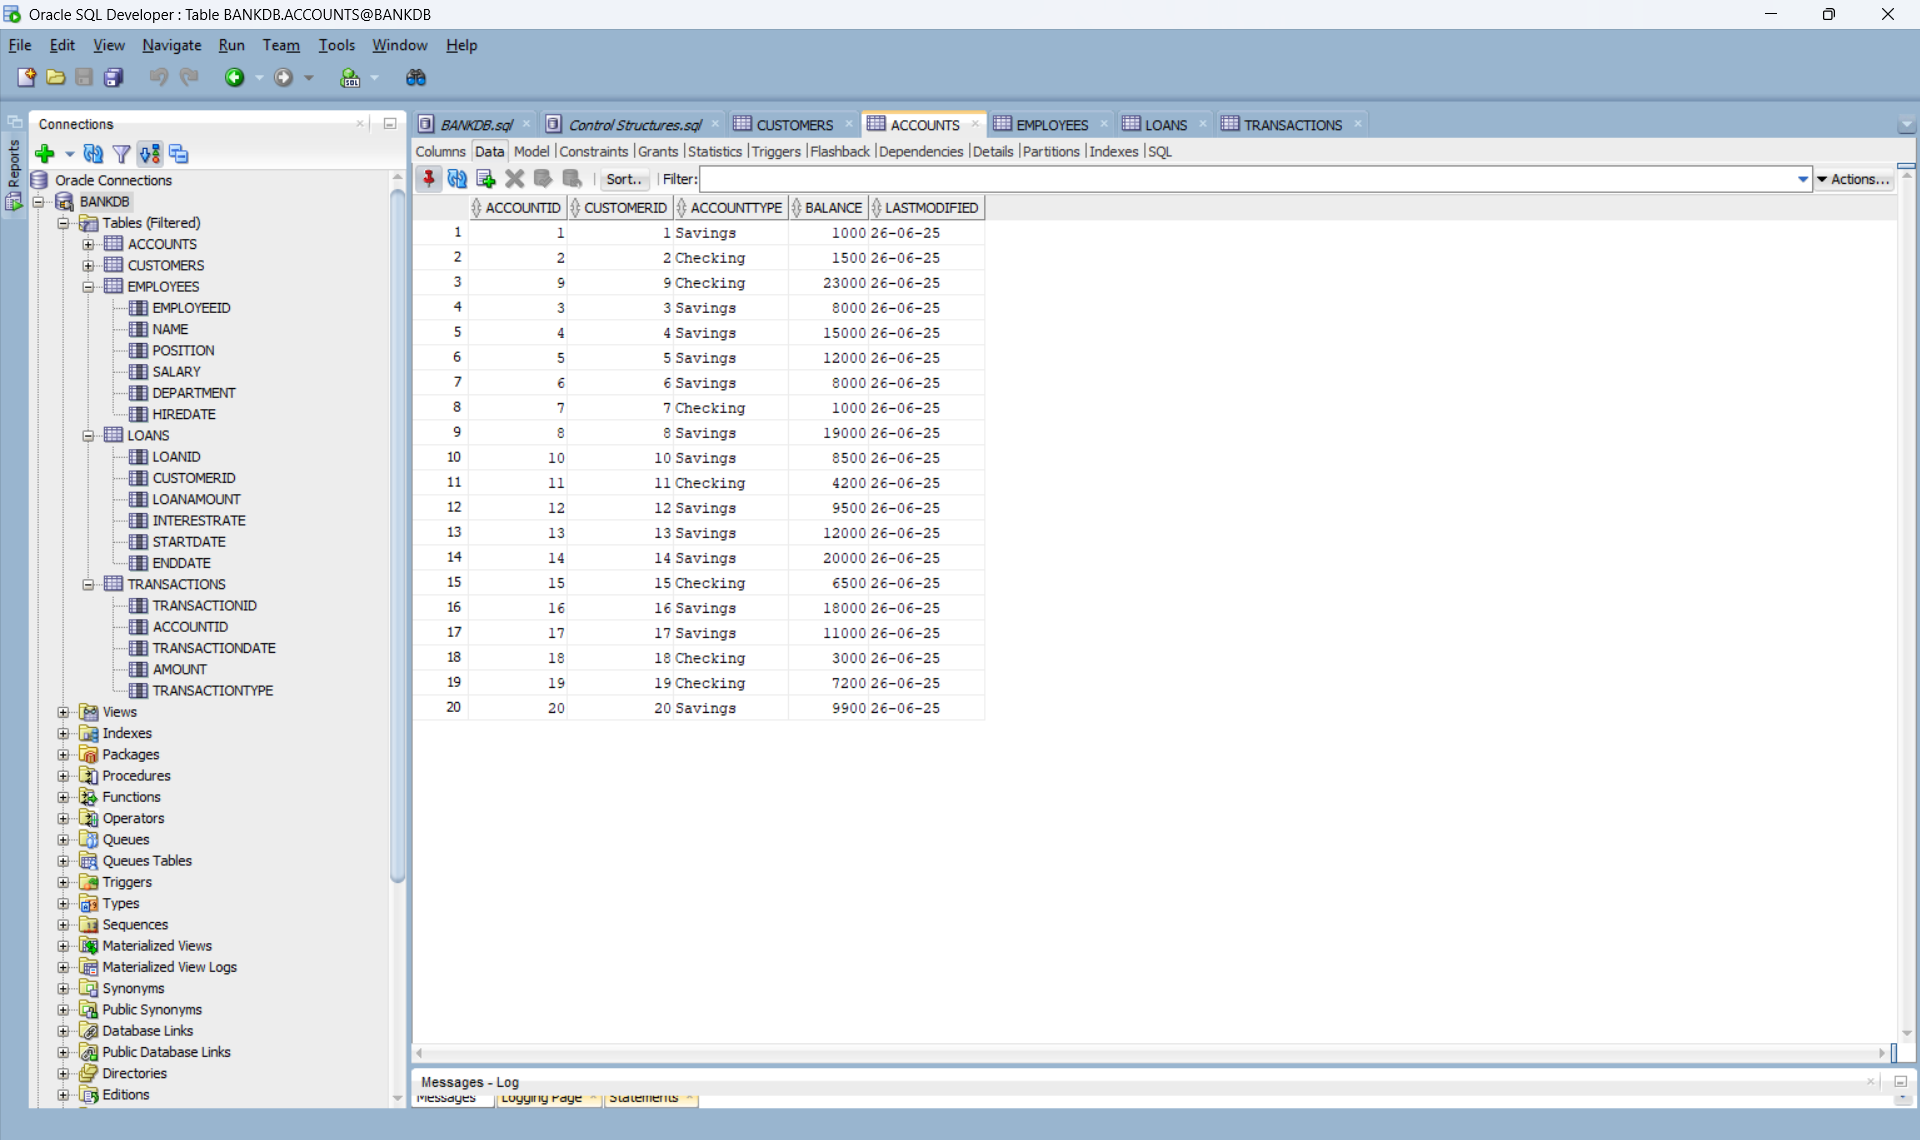 Oracle SQL Developer : Table BANKDB.ACCOUNTS@BANKDB
File Edit View Navigate Run Team Tools Window Help
SQL
Reports
Connections
Oracle Connections
BANKDB
Tables (Filtered)
ACCOUNTS
CUSTOMERS
EMPLOYEES
EMPLOYEEID
NAME
POSITION
SALARY
DEPARTMENT
HIREDATE
LOANS
LOANID
CUSTOMERID
LOANAMOUNT
INTERESTRATE
STARTDATE
ENDDATE
TRANSACTIONS
TRANSACTIONID
ACCOUNTID
TRANSACTIONDATE
AMOUNT
TRANSACTIONTYPE
Views
Indexes
Packages
Procedures
Functions
Operators
Queues
Queues Tables
Triggers
Types
Sequences
Materialized Views
Materialized View Logs
Synonyms
Public Synonyms
Database Links
Public Database Links
Directories
Editions
BANKDB.sql Control Structures.sql CUSTOMERS ACCOUNTS EMPLOYEES LOANS TRANSACTIONS
Columns Data Model Constraints Grants Statistics Triggers Flashback Dependencies Details Partitions Indexes SQL
Sort.. Filter: Actions...
ACCOUNTID CUSTOMERID ACCOUNTTYPE BALANCE LASTMODIFIED
1 1 1 Savings 1000 26-06-25
2 2 2 Checking 1500 26-06-25
3 9 9 Checking 23000 26-06-25
4 3 3 Savings 8000 26-06-25
5 4 4 Savings 15000 26-06-25
6 5 5 Savings 12000 26-06-25
7 6 6 Savings 8000 26-06-25
8 7 7 Checking 1000 26-06-25
9 8 8 Savings 19000 26-06-25
10 10 10 Savings 8500 26-06-25
11 11 11 Checking 4200 26-06-25
12 12 12 Savings 9500 26-06-25
13 13 13 Savings 12000 26-06-25
14 14 14 Savings 20000 26-06-25
15 15 15 Checking 6500 26-06-25
16 16 16 Savings 18000 26-06-25
17 17 17 Savings 11000 26-06-25
18 18 18 Checking 3000 26-06-25
19 19 19 Checking 7200 26-06-25
20 20 20 Savings 9900 26-06-25
Messages - Log
Messages Logging Page Statements